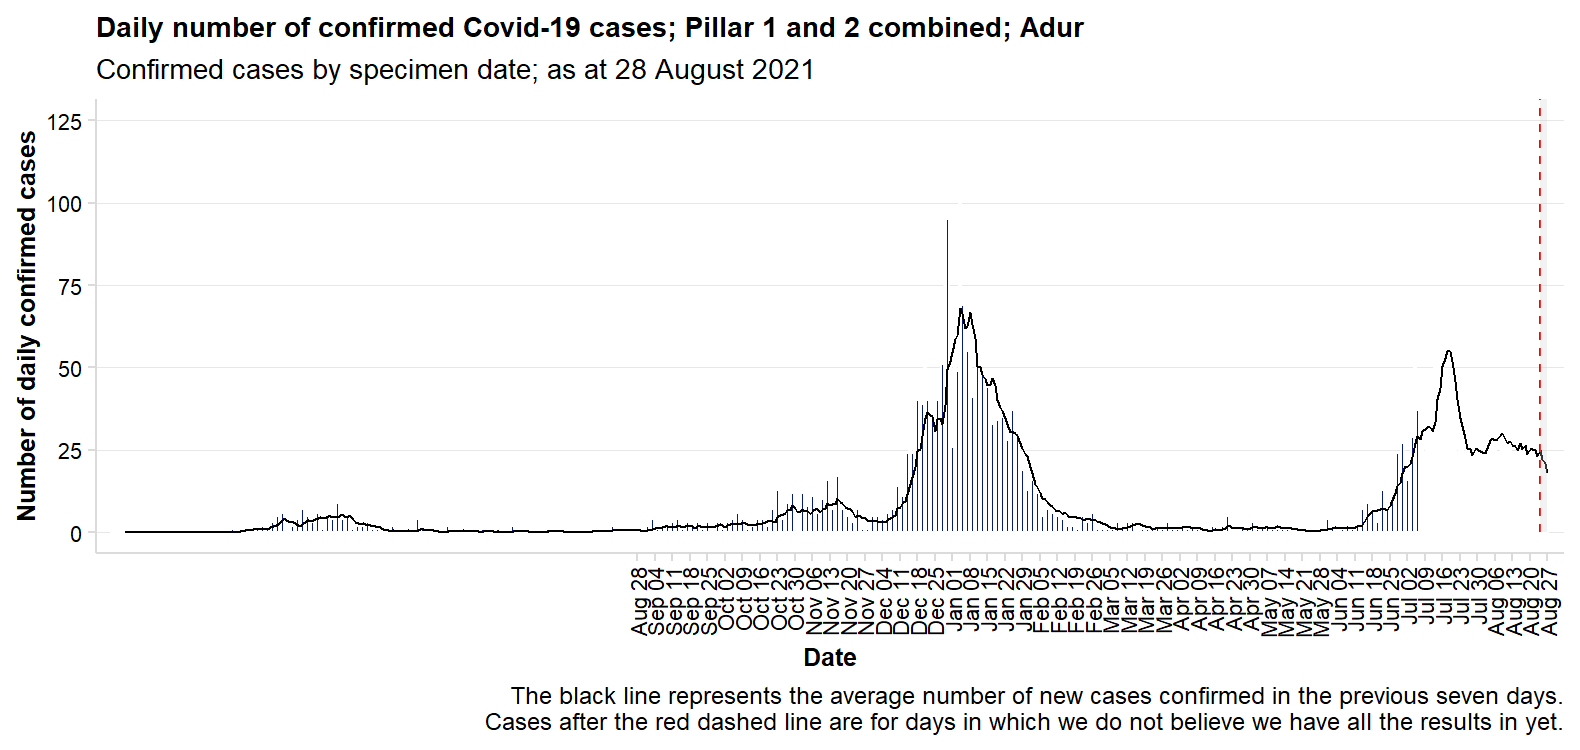 Daily number of confirmed Covid-19 cases; Pillar 1 and 2 combined; Adur
Confirmed cases by specimen date; as at 28 August 2021
Number of daily confirmed cases
125
100
75
50
25
0
Aug 28
Sep 04
Sep 11
Sep 18
Sep 25
Oct 02
Oct 09
Oct 16
Oct 23
Oct 30
Nov 06
Nov 13
Nov 20
Nov 27
Dec 04
Dec 11
Dec 18
Dec 25
Jan 01
Jan 08
Jan 15
Jan 22
Jan 29
Feb 05
Feb 12
Feb 19
Feb 26
Mar 05
Mar 12
Mar 19
Mar 26
Apr 02
Apr 09
Apr 16
Apr 23
Apr 30
May 07
May 14
May 21
May 28
Jun 04
Jun 11
Jun 18
Jun 25
Jul 02
Jul 09
Jul 16
Jul 23
Jul 30
Aug 06
Aug 13
Aug 20
Aug 27
Date
The black line represents the average number of new cases confirmed in the previous seven days.
Cases after the red dashed line are for days in which we do not believe we have all the results in yet.